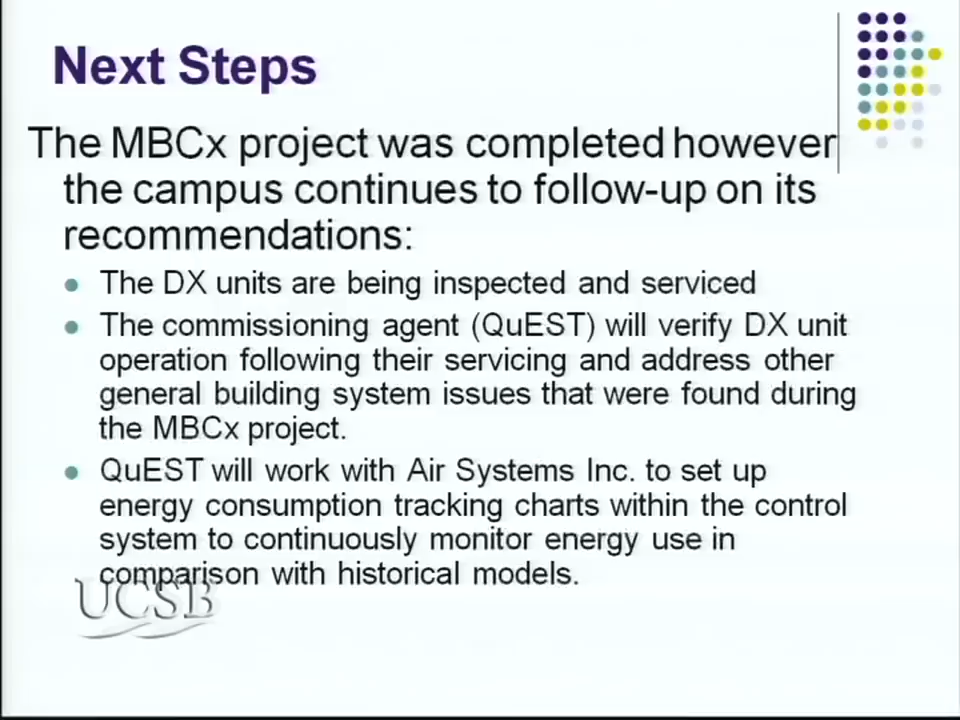 Next Steps
The MBCx project was completed however
the campus continues to follow-up on its
recommendations:
The DX units are being inspected and serviced
The commissioning agent (QuEST) will verify DX unit
operation following their servicing and address other
general building system issues that were found during
the MBCx project.
QuEST will work with Air Systems Inc. to set up
energy consumption tracking charts within the control
system to continuously monitor energy use in
comparison with historical models.
UCSB